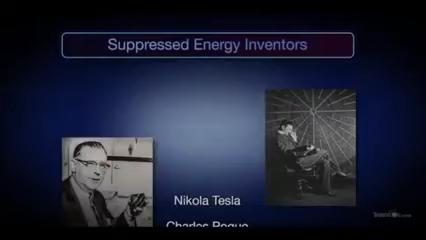 Suppressed Energy Inventors
Nikola Tesla
Charles Pogue